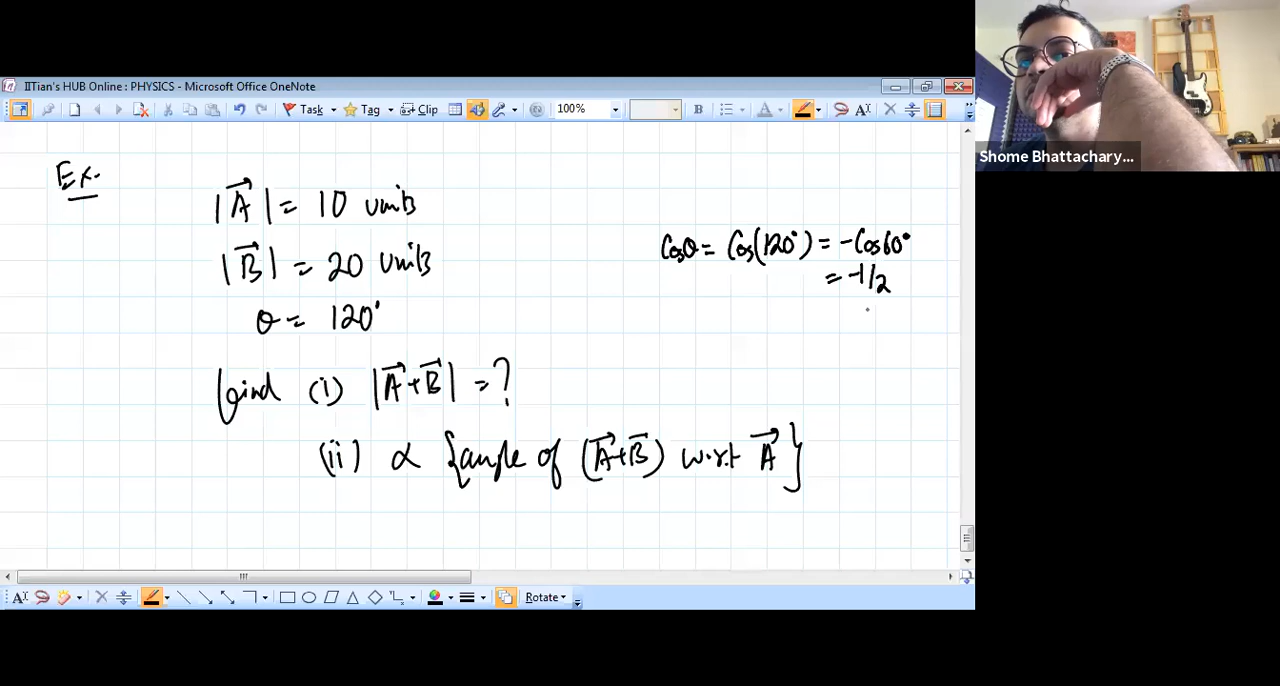 IITian's HUB Online : PHYSICS - Microsoft Office OneNote
Task Tag Clip 100% B A
Ex.
|A⃗| = 10 units
|B⃗| = 20 units
θ = 120°
Cosθ = Cos(120°) = -Cos60°
= -1/2
find (i) |A⃗+B⃗| = ?
(ii) α {angle of (A⃗+B⃗) w.r.t A⃗}
Rotate
Shome Bhattachary...